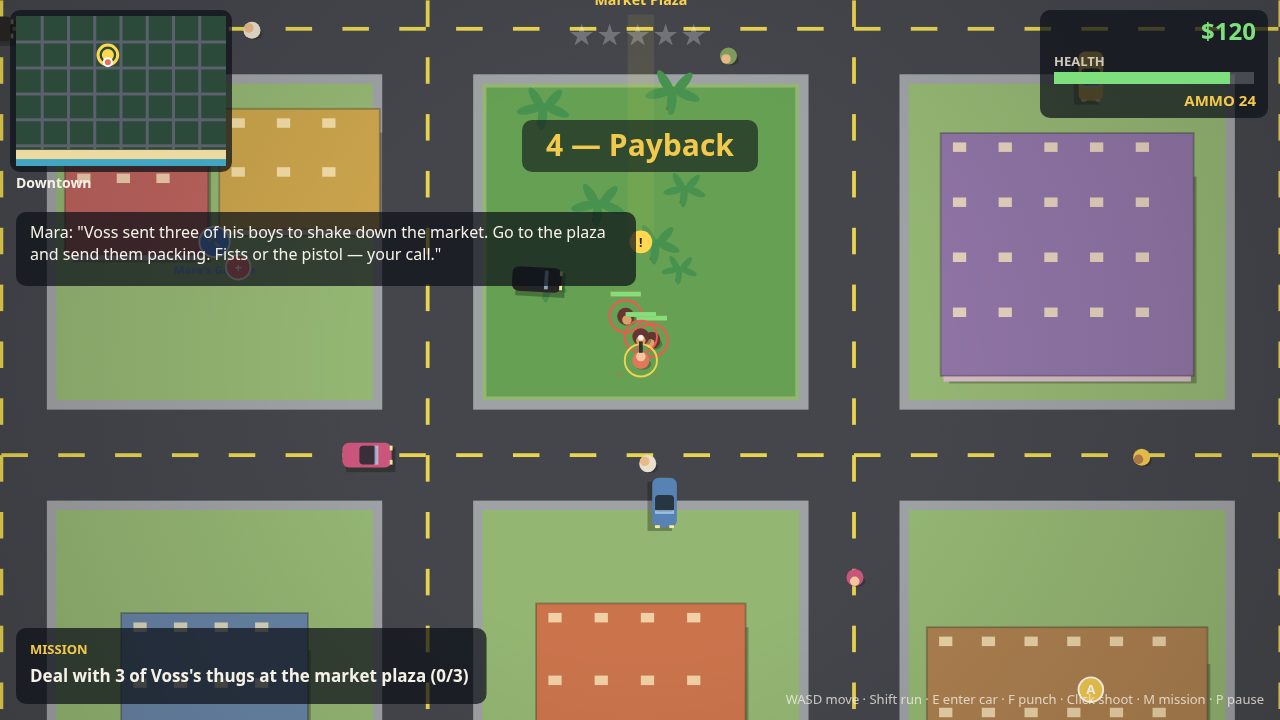 Market Plaza
$120
HEALTH
AMMO 24
4 — Payback
Downtown
Mara: "Voss sent three of his boys to shake down the market. Go to the plaza
and send them packing. Fists or the pistol — your call."
!
+
MISSION
Deal with 3 of Voss's thugs at the market plaza (0/3)
A
WASD move · Shift run · E enter car · F punch · Click shoot · M mission · P pause